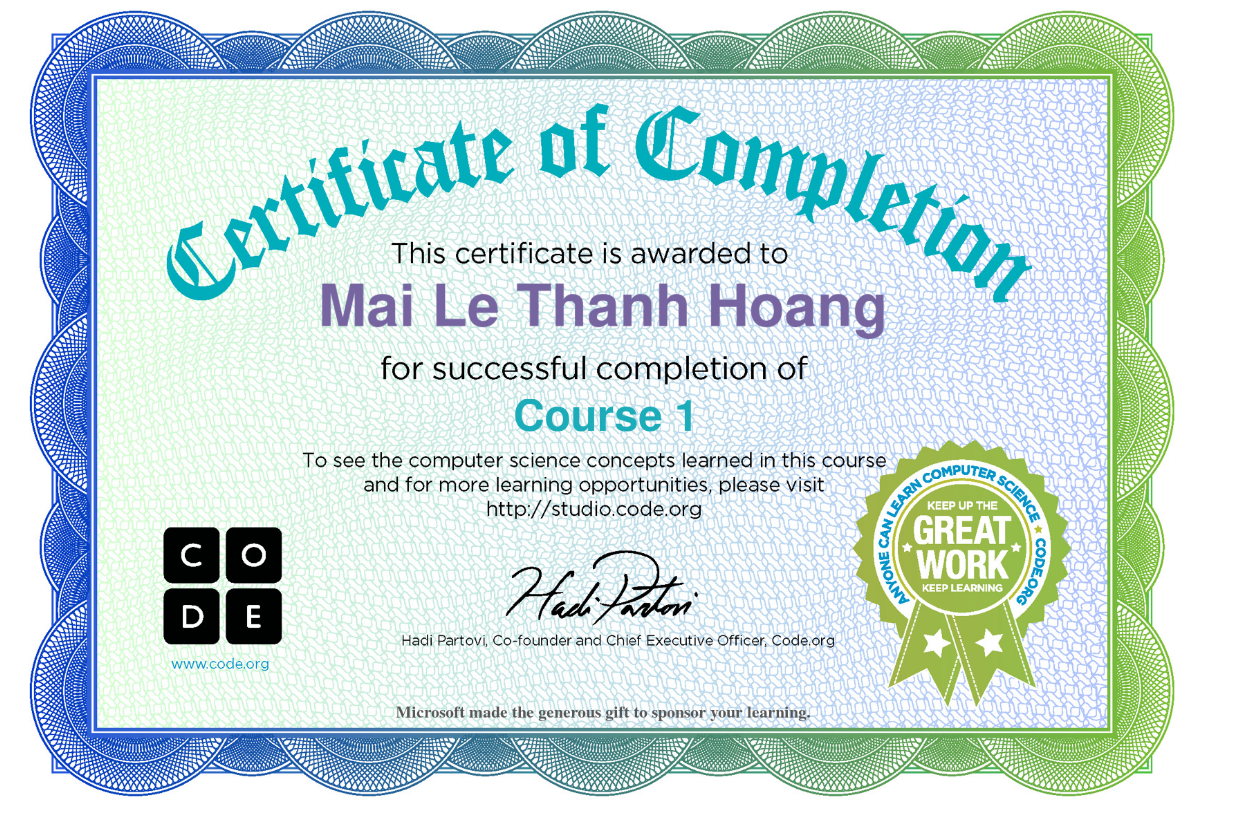 Certificate of Completion
This certificate is awarded to
Mai Le Thanh Hoang
for successful completion of
Course 1
To see the computer science concepts learned in this course
and for more learning opportunities, please visit
http://studio.code.org
C O
D E
www.code.org
Hadi Partovi
Hadi Partovi, Co-founder and Chief Executive Officer, Code.org
ANYONE CAN LEARN COMPUTER SCIENCE ★ CODE.ORG
KEEP UP THE
GREAT
WORK
KEEP LEARNING
Microsoft made the generous gift to sponsor your learning.